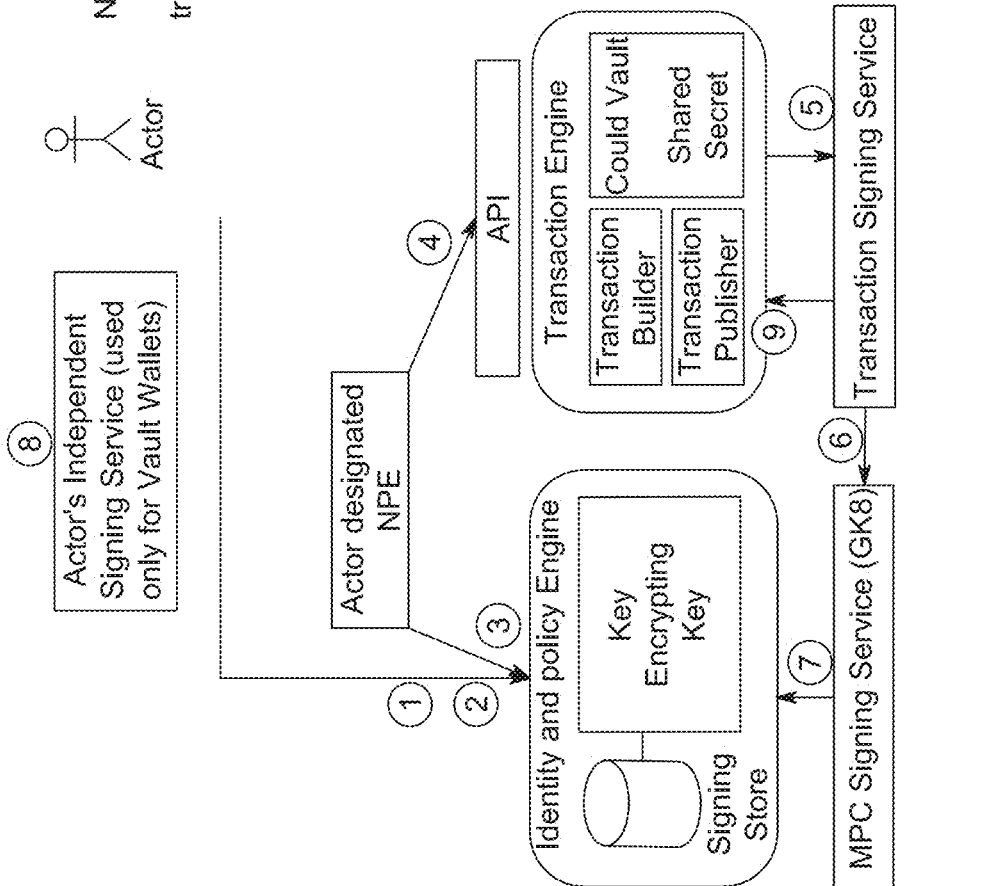 N
tr
Actor
8
Actor's Independent
Signing Service (used
only for Vault Wallets)
1
2
3
Actor designated
NPE
4
API
Identity and policy Engine
Key
Encrypting
Key
Signing
Store
Transaction Engine
Transaction
Builder
Transaction
Publisher
Could Vault
Shared
Secret
5
9
6
7
MPC Signing Service (GK8)
Transaction Signing Service